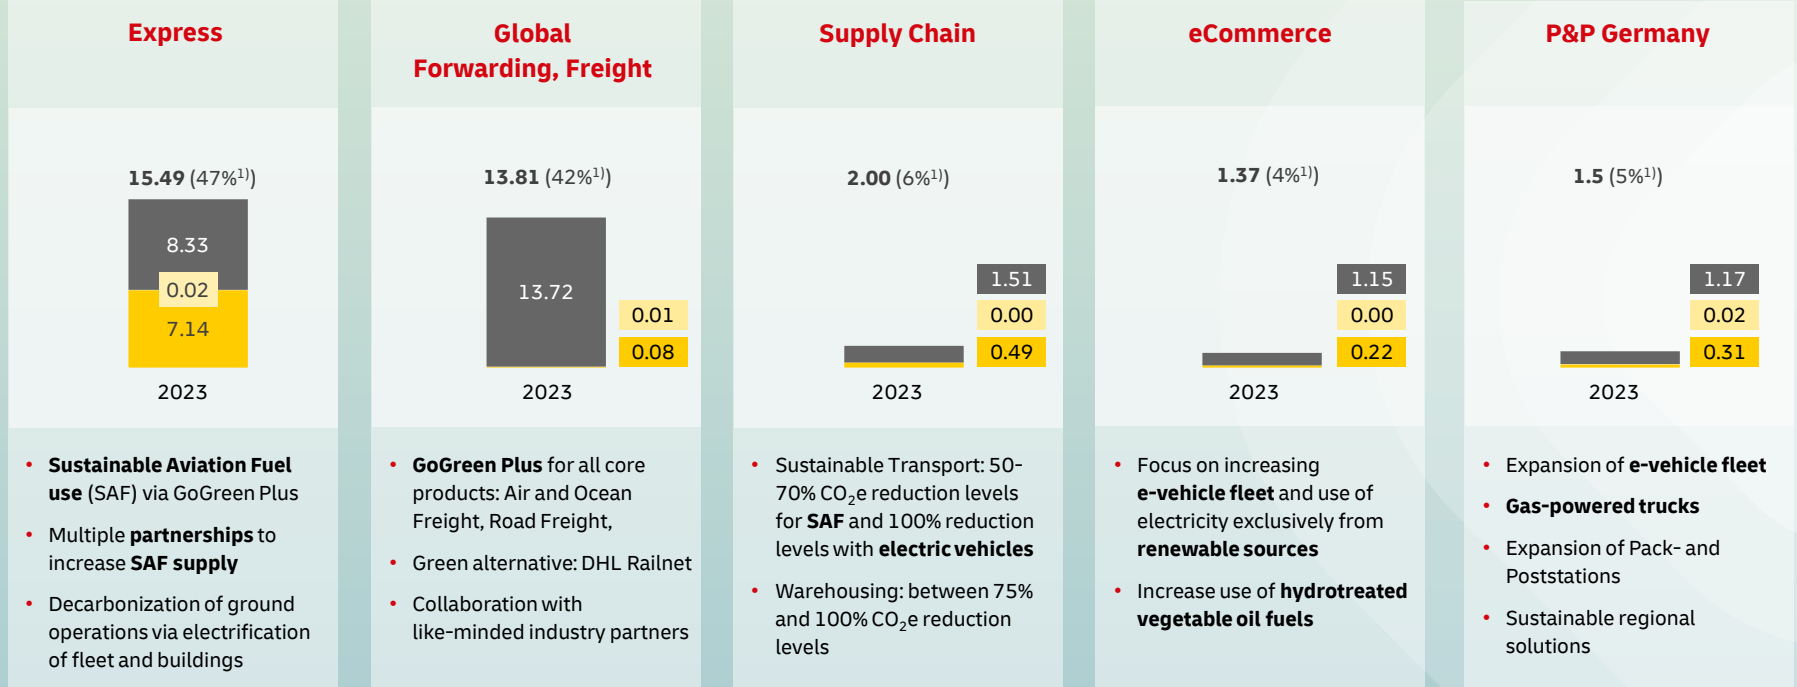 Express
15.49 (47%1))
8.33
0.02
7.14
2023
• Sustainable Aviation Fuel
use (SAF) via GoGreen Plus
• Multiple partnerships to
increase SAF supply
• Decarbonization of ground
operations via electrification
of fleet and buildings
Global
Forwarding, Freight
13.81 (42%1))
13.72
0.01
0.08
2023
• GoGreen Plus for all core
products: Air and Ocean
Freight, Road Freight,
• Green alternative: DHL Railnet
• Collaboration with
like-minded industry partners
Supply Chain
2.00 (6%1))
1.51
0.00
0.49
2023
• Sustainable Transport: 50-
70% CO2e reduction levels
for SAF and 100% reduction
levels with electric vehicles
• Warehousing: between 75%
and 100% CO2e reduction
levels
eCommerce
1.37 (4%1))
1.15
0.00
0.22
2023
• Focus on increasing
e-vehicle fleet and use of
electricity exclusively from
renewable sources
• Increase use of hydrotreated
vegetable oil fuels
P&P Germany
1.5 (5%1))
1.17
0.02
0.31
2023
• Expansion of e-vehicle fleet
• Gas-powered trucks
• Expansion of Pack- and
Poststations
• Sustainable regional
solutions